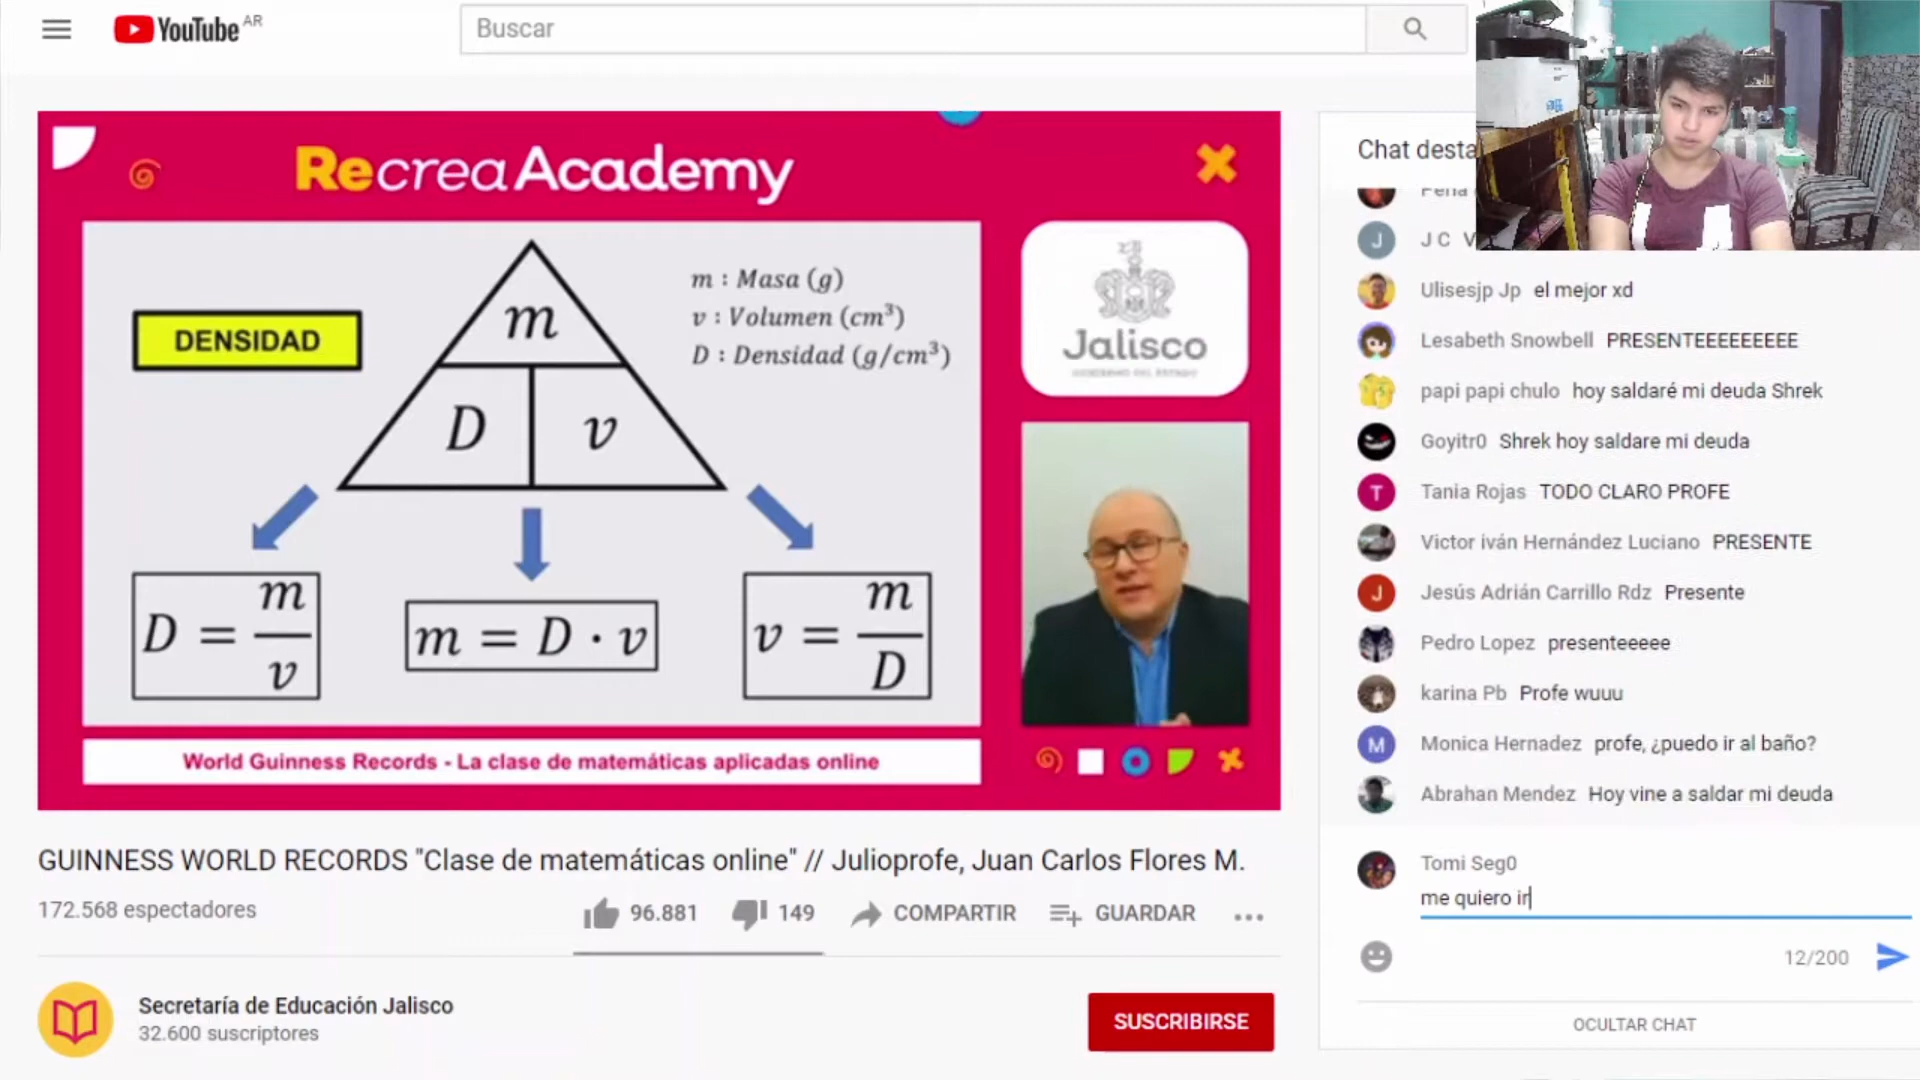 YouTube AR
Buscar
RecreaAcademy
DENSIDAD
m
D
v
m : Masa (g)
v : Volumen (cm³)
D : Densidad (g/cm³)
D = m/v
m = D · v
v = m/D
Jalisco
GOBIERNO DEL ESTADO
World Guinness Records - La clase de matemáticas aplicadas online
GUINNESS WORLD RECORDS "Clase de matemáticas online" // Julioprofe, Juan Carlos Flores M.
172.568 espectadores
96.881
149
COMPARTIR
GUARDAR
Secretaría de Educación Jalisco
32.600 suscriptores
SUSCRIBIRSE
Chat desta
J C V
Ulisesjp Jp el mejor xd
Lesabeth Snowbell PRESENTEEEEEEEEE
papi papi chulo hoy saldaré mi deuda Shrek
Goyitr0 Shrek hoy saldare mi deuda
Tania Rojas TODO CLARO PROFE
Victor iván Hernández Luciano PRESENTE
Jesús Adrián Carrillo Rdz Presente
Pedro Lopez presenteeeee
karina Pb Profe wuuu
Monica Hernadez profe, ¿puedo ir al baño?
Abrahan Mendez Hoy vine a saldar mi deuda
Tomi Seg0
me quiero ir
12/200
OCULTAR CHAT